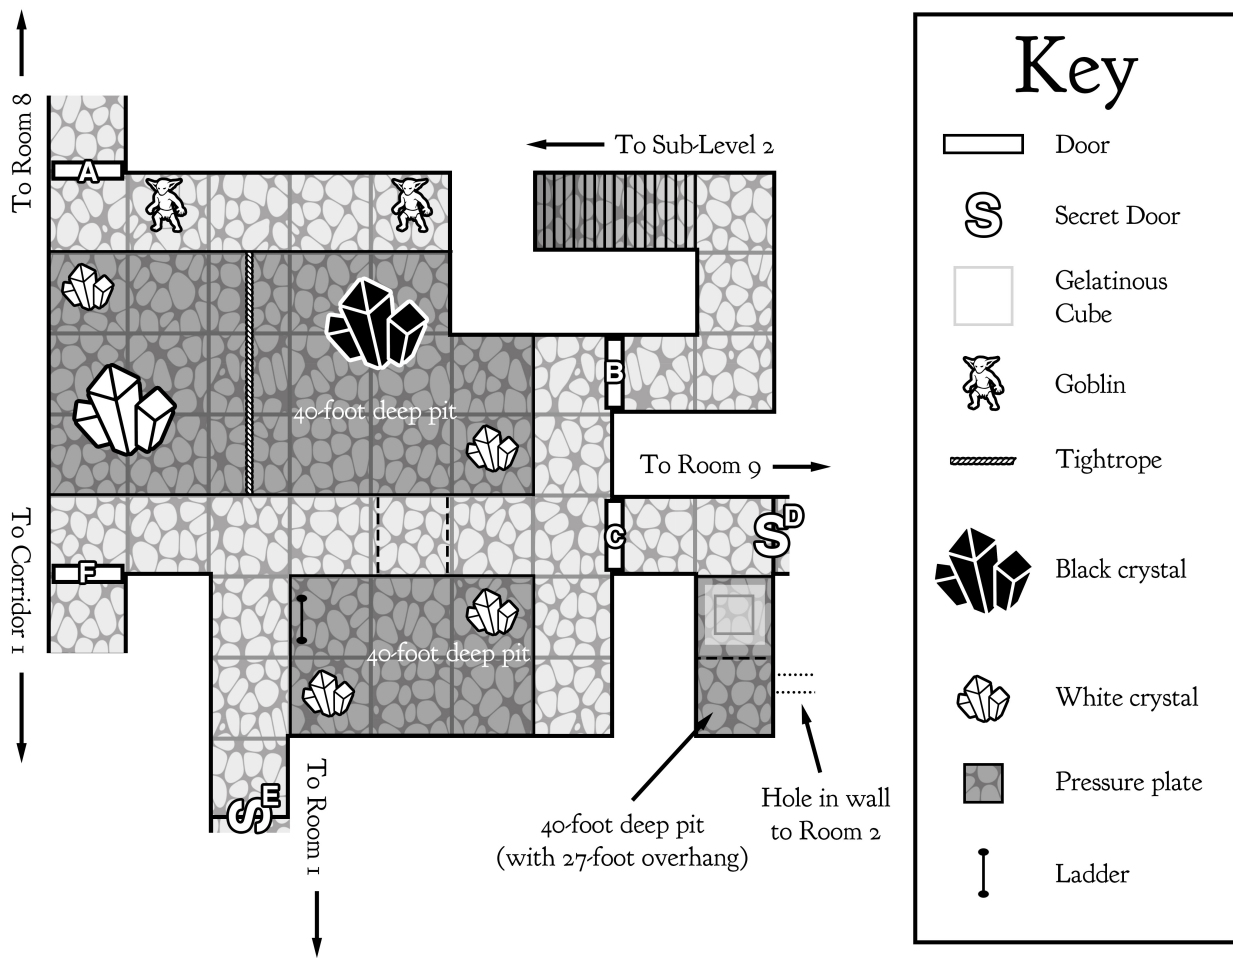 Key
To Room 8
To Sub-Level 2
Door
A
S
Secret Door
Gelatinous
Cube
B
Goblin
40-foot deep pit
To Room 9
Tightrope
To Corridor 1
C
S
D
F
Black crystal
40-foot deep pit
White crystal
S
E
To Room 1
Pressure plate
Hole in wall
to Room 2
40-foot deep pit
(with 27-foot overhang)
Ladder